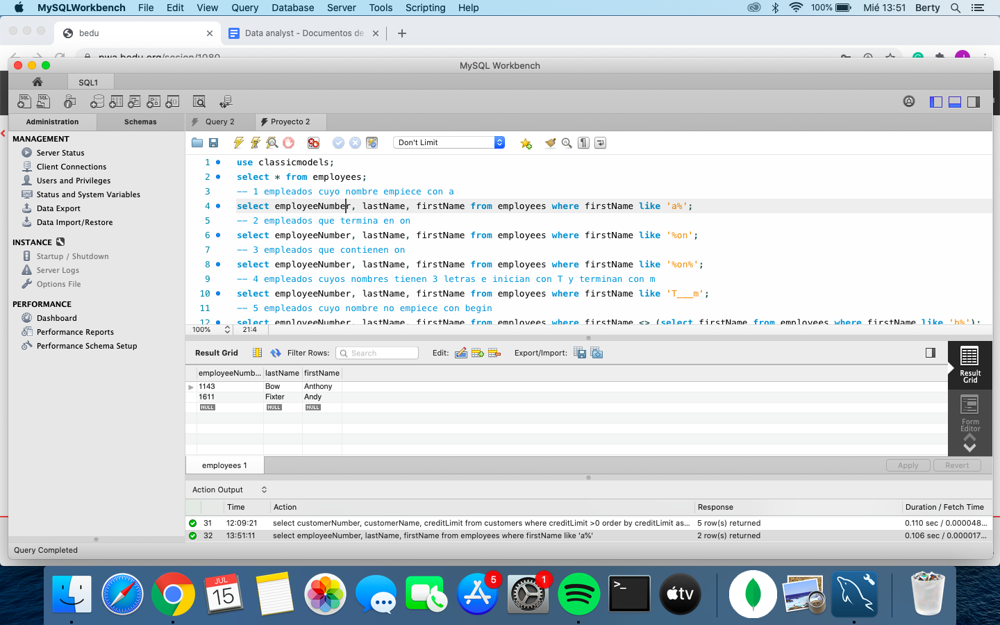 MySQLWorkbench File Edit View Query Database Server Tools Scripting Help 100% Mié 13:51 Berty
bedu Data analyst - Documentos de
pwa.bedu.org/sesion/1080
MySQL Workbench
SQL1
Administration Schemas
Query 2 Proyecto 2
MANAGEMENT
Server Status
Client Connections
Users and Privileges
Status and System Variables
Data Export
Data Import/Restore
INSTANCE
Startup / Shutdown
Server Logs
Options File
PERFORMANCE
Dashboard
Performance Reports
Performance Schema Setup
Don't Limit
1 use classicmodels;
2 select * from employees;
3 -- 1 empleados cuyo nombre empiece con a
4 select employeeNumber, lastName, firstName from employees where firstName like 'a%';
5 -- 2 empleados que termina en on
6 select employeeNumber, lastName, firstName from employees where firstName like '%on';
7 -- 3 empleados que contienen on
8 select employeeNumber, lastName, firstName from employees where firstName like '%on%';
9 -- 4 empleados cuyos nombres tienen 3 letras e inician con T y terminan con m
10 select employeeNumber, lastName, firstName from employees where firstName like 'T___m';
11 -- 5 empleados cuyo nombre no empiece con begin
12 select employeeNumber, lastName, firstName from employees where firstName <> (select firstName from employees where firstName like 'b%');
100% 21:4
Result Grid Filter Rows: Search Edit: Export/Import:
employeeNumb... lastName firstName
1143 Bow Anthony
1611 Fixter Andy
NULL NULL NULL
Result Grid
Form Editor
employees 1 Apply Revert
Action Output
Time Action Response Duration / Fetch Time
31 12:09:21 select customerNumber, customerName, creditLimit from customers where creditLimit >0 order by creditLimit as... 5 row(s) returned 0.110 sec / 0.000048...
32 13:51:11 select employeeNumber, lastName, firstName from employees where firstName like 'a%' 2 row(s) returned 0.106 sec / 0.000017...
Query Completed
JUL
15
5
1
>_
tv